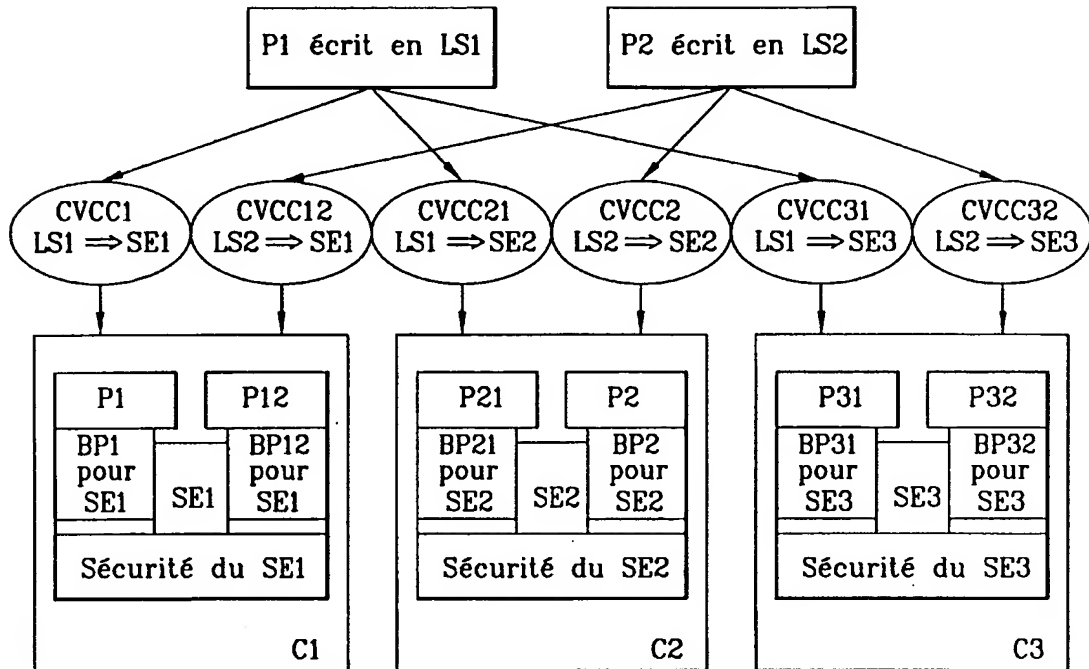 P1 écrit en LS1
P2 écrit en LS2
CVCC1
LS1 ⇒ SE1
CVCC12
LS2 ⇒ SE1
CVCC21
LS1 ⇒ SE2
CVCC2
LS2 ⇒ SE2
CVCC31
LS1 ⇒ SE3
CVCC32
LS2 ⇒ SE3
P1
P12
BP1
pour
SE1
SE1
BP12
pour
SE1
Sécurité du SE1
C1
P21
P2
BP21
pour
SE2
SE2
BP2
pour
SE2
Sécurité du SE2
C2
P31
P32
BP31
pour
SE3
SE3
BP32
pour
SE3
Sécurité du SE3
C3